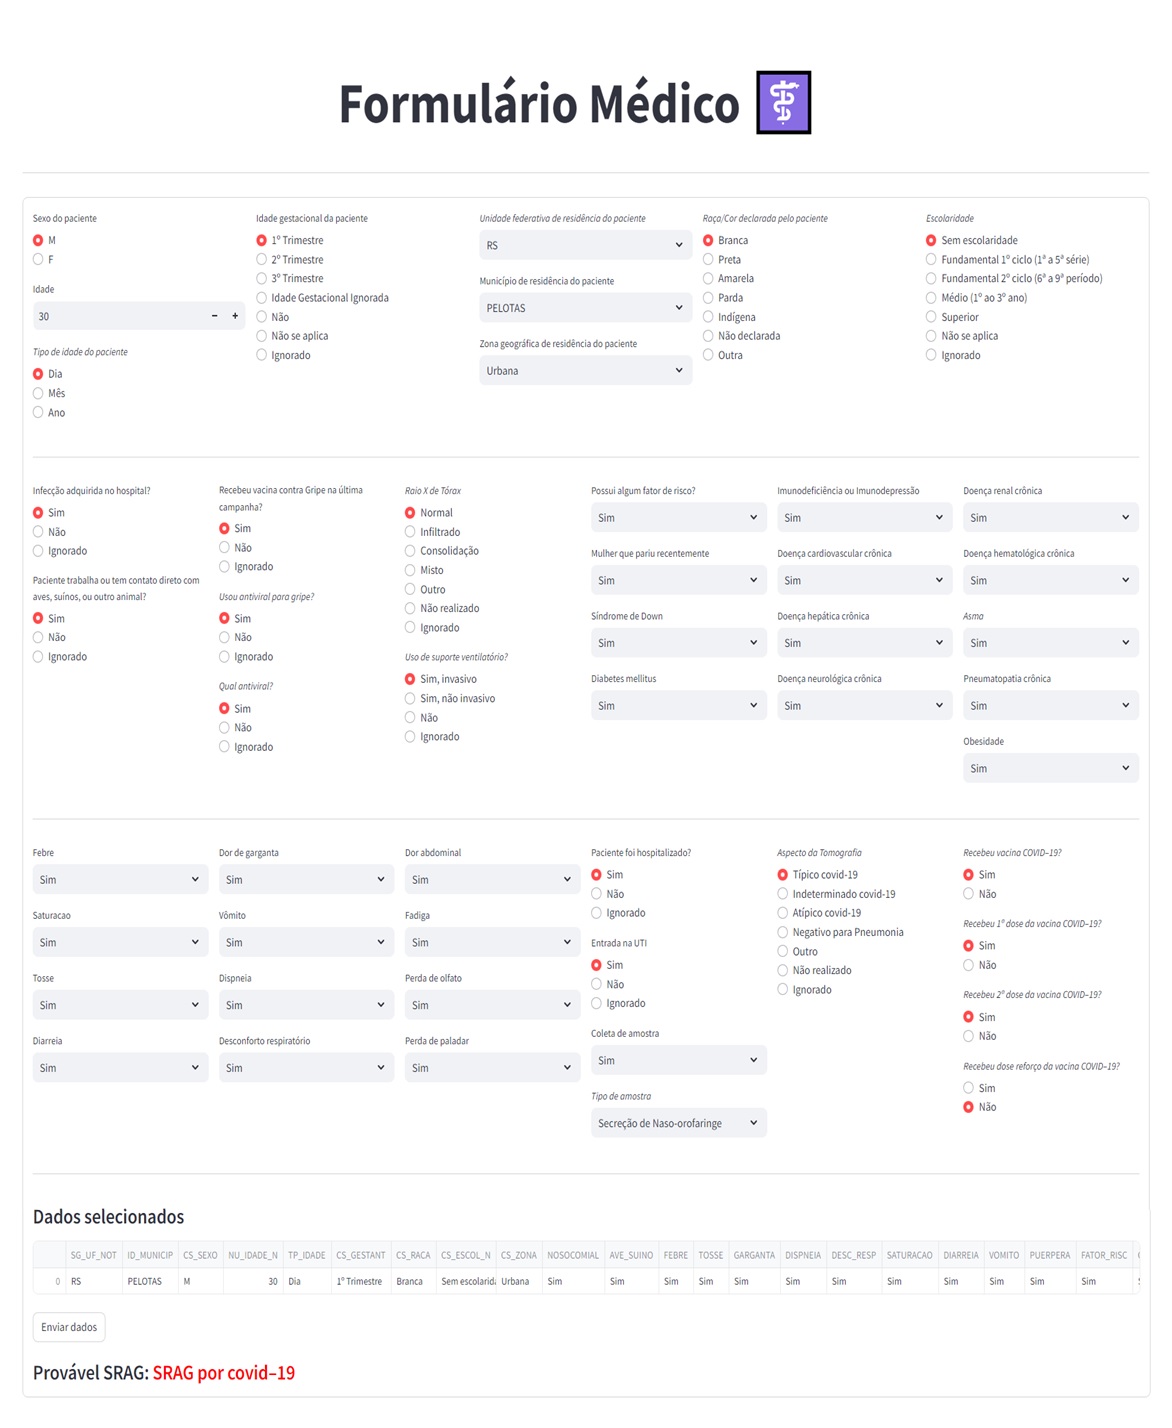 Formulário Médico
Sexo do paciente
M
F
Idade
30
Tipo de idade do paciente
Dia
Mês
Ano
Idade gestacional da paciente
1º Trimestre
2º Trimestre
3º Trimestre
Idade Gestacional Ignorada
Não
Não se aplica
Ignorado
Unidade federativa de residência do paciente
RS
Município de residência do paciente
PELOTAS
Zona geográfica de residência do paciente
Urbana
Raça/Cor declarada pelo paciente
Branca
Preta
Amarela
Parda
Indígena
Não declarada
Outra
Escolaridade
Sem escolaridade
Fundamental 1º ciclo (1ª a 5ª série)
Fundamental 2º ciclo (6ª a 9ª período)
Médio (1º ao 3º ano)
Superior
Não se aplica
Ignorado
Infecção adquirida no hospital?
Sim
Não
Ignorado
Paciente trabalha ou tem contato direto com
aves, suínos, ou outro animal?
Sim
Não
Ignorado
Recebeu vacina contra Gripe na última
campanha?
Sim
Não
Ignorado
Usou antiviral para gripe?
Sim
Não
Ignorado
Qual antiviral?
Sim
Não
Ignorado
Raio X de Tórax
Normal
Infiltrado
Consolidação
Misto
Outro
Não realizado
Ignorado
Uso de suporte ventilatório?
Sim, invasivo
Sim, não invasivo
Não
Ignorado
Possui algum fator de risco?
Sim
Mulher que pariu recentemente
Sim
Síndrome de Down
Sim
Diabetes mellitus
Sim
Imunodeficiência ou Imunodepressão
Sim
Doença cardiovascular crônica
Sim
Doença hepática crônica
Sim
Doença neurológica crônica
Sim
Doença renal crônica
Sim
Doença hematológica crônica
Sim
Asma
Sim
Pneumatopatia crônica
Sim
Obesidade
Sim
Febre
Sim
Saturacao
Sim
Tosse
Sim
Diarreia
Sim
Dor de garganta
Sim
Vômito
Sim
Dispneia
Sim
Desconforto respiratório
Sim
Dor abdominal
Sim
Fadiga
Sim
Perda de olfato
Sim
Perda de paladar
Sim
Paciente foi hospitalizado?
Sim
Não
Ignorado
Entrada na UTI
Sim
Não
Ignorado
Coleta de amostra
Sim
Tipo de amostra
Secreção de Naso-orofaringe
Aspecto da Tomografia
Típico covid-19
Indeterminado covid-19
Atípico covid-19
Negativo para Pneumonia
Outro
Não realizado
Ignorado
Recebeu vacina COVID–19?
Sim
Não
Recebeu 1º dose da vacina COVID–19?
Sim
Não
Recebeu 2º dose da vacina COVID–19?
Sim
Não
Recebeu dose reforço da vacina COVID–19?
Sim
Não
Dados selecionados
SG_UF_NOT ID_MUNICIP CS_SEXO NU_IDADE_N TP_IDADE CS_GESTANT CS_RACA CS_ESCOL_N CS_ZONA NOSOCOMIAL AVE_SUINO FEBRE TOSSE GARGANTA DISPNEIA DESC_RESP SATURACAO DIARREIA VOMITO PUERPERA FATOR_RISC
0 RS PELOTAS M 30 Dia 1º Trimestre Branca Sem escolarida Urbana Sim Sim Sim Sim Sim Sim Sim Sim Sim Sim Sim Sim
Enviar dados
Provável SRAG: SRAG por covid–19